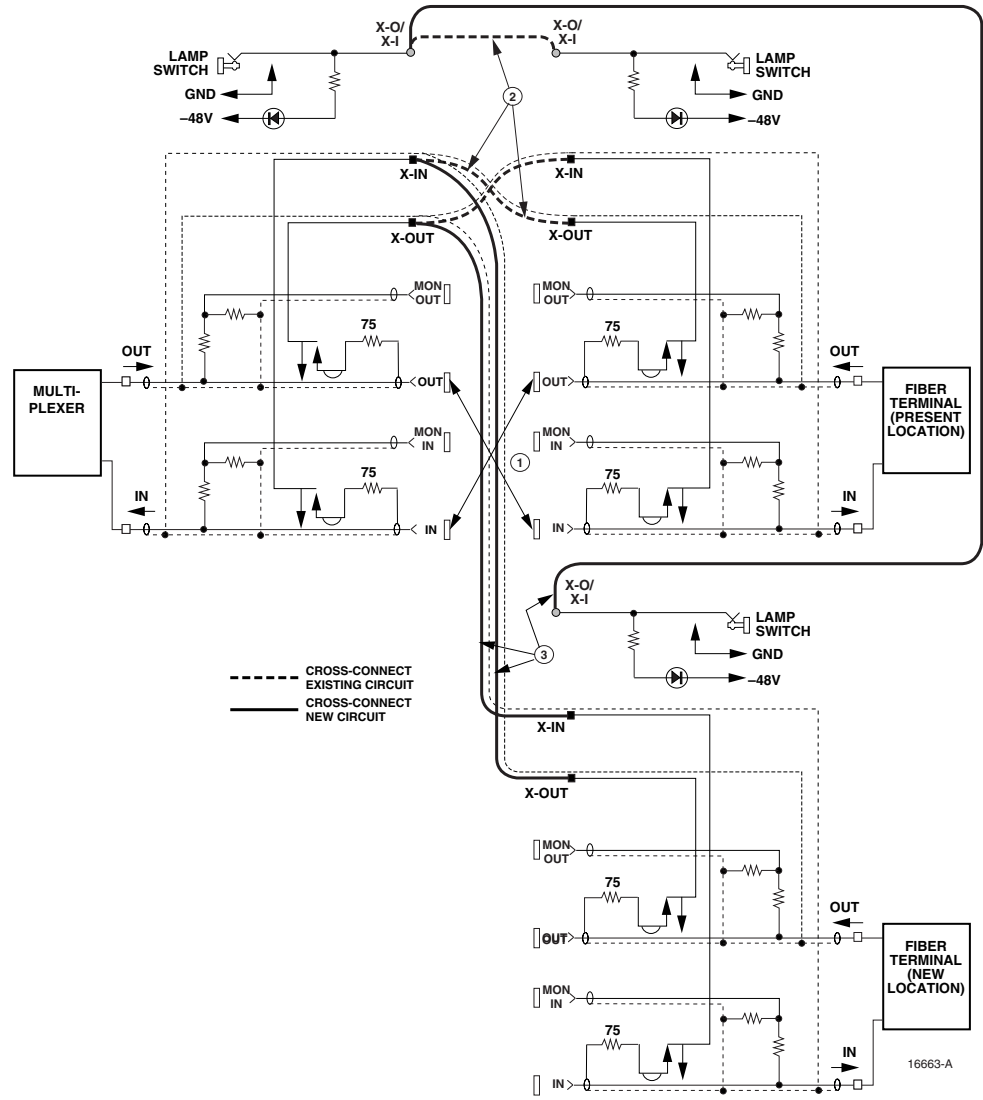 X-O/
X-I
X-O/
X-I
LAMP
SWITCH
LAMP
SWITCH
GND
GND
–48V
–48V
2
X-IN
X-IN
X-OUT
X-OUT
MON
OUT
MON
OUT
75
75
OUT
OUT
OUT
OUT
MULTI-
PLEXER
FIBER
TERMINAL
(PRESENT
LOCATION)
MON
IN
MON
IN
1
75
75
IN
IN
IN
IN
X-O/
X-I
LAMP
SWITCH
GND
–48V
3
CROSS-CONNECT
EXISTING CIRCUIT
CROSS-CONNECT
NEW CIRCUIT
X-IN
X-OUT
MON
OUT
75
OUT
OUT
FIBER
TERMINAL
(NEW
LOCATION)
MON
IN
75
IN
IN
16663-A